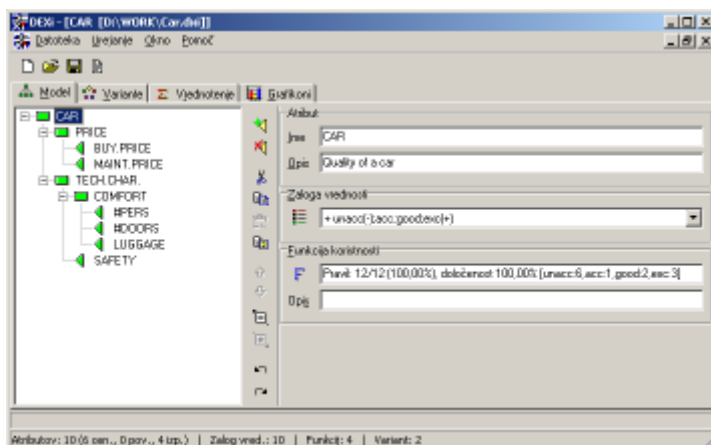 DEXi - [CAR [D:\WORK\Car.dxi]]
Datoteka Urejanje Okno Pomoč
Model Variante Vrednotenje Grafikoni
CAR
PRICE
BUY.PRICE
MAINT.PRICE
TECH.CHAR.
COMFORT
#PERS
#DOORS
LUGGAGE
SAFETY
Atribut
Ime CAR
Opis Quality of a car
Zaloga vrednosti
+ unacc(-);acc;good;exc(+)
Funkcija koristnosti
Pravil: 12/12 (100,00%), določenost: 100,00% [unacc:6,acc:1,good:2,exc:3]
Opis
Atributov: 10 (6 osn., 0 pov., 4 izp.) | Zalog vred.: 10 | Funkcij: 4 | Variant: 2